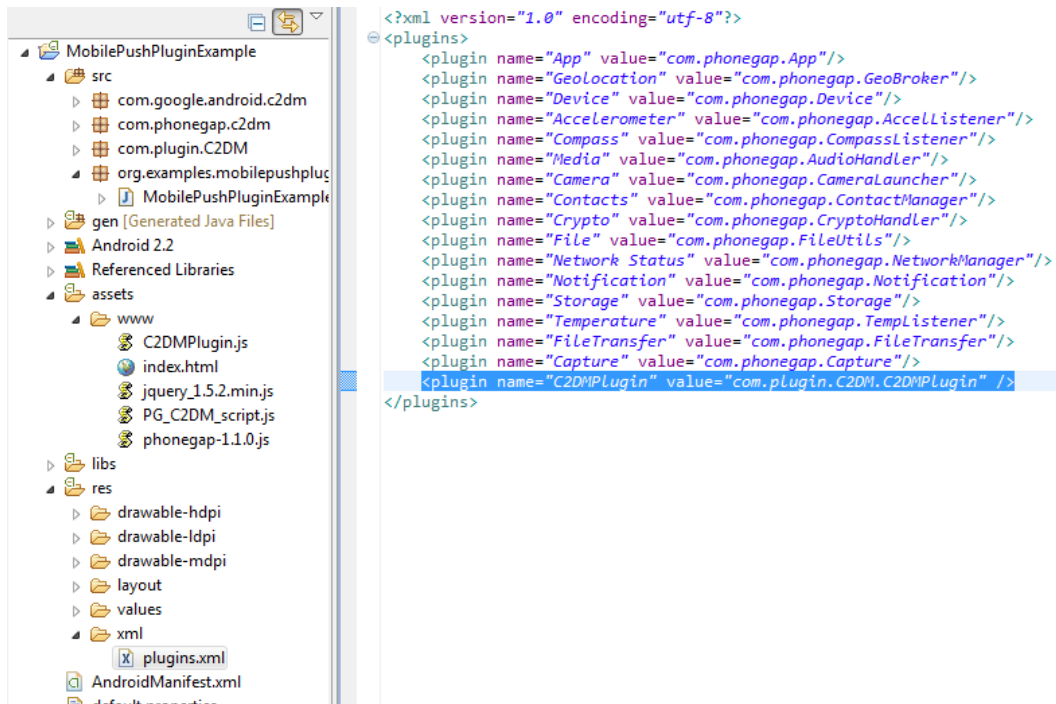 MobilePushPluginExample
src
com.google.android.c2dm
com.phonegap.c2dm
com.plugin.C2DM
org.examples.mobilepushplug
MobilePushPluginExample
gen [Generated Java Files]
Android 2.2
Referenced Libraries
assets
www
C2DMPlugin.js
index.html
jquery_1.5.2.min.js
PG_C2DM_script.js
phonegap-1.1.0.js
libs
res
drawable-hdpi
drawable-ldpi
drawable-mdpi
layout
values
xml
plugins.xml
AndroidManifest.xml
default.properties
<?xml version="1.0" encoding="utf-8"?>
<plugins>
<plugin name="App" value="com.phonegap.App"/>
<plugin name="Geolocation" value="com.phonegap.GeoBroker"/>
<plugin name="Device" value="com.phonegap.Device"/>
<plugin name="Accelerometer" value="com.phonegap.AccelListener"/>
<plugin name="Compass" value="com.phonegap.CompassListener"/>
<plugin name="Media" value="com.phonegap.AudioHandler"/>
<plugin name="Camera" value="com.phonegap.CameraLauncher"/>
<plugin name="Contacts" value="com.phonegap.ContactManager"/>
<plugin name="Crypto" value="com.phonegap.CryptoHandler"/>
<plugin name="File" value="com.phonegap.FileUtils"/>
<plugin name="Network Status" value="com.phonegap.NetworkManager"/>
<plugin name="Notification" value="com.phonegap.Notification"/>
<plugin name="Storage" value="com.phonegap.Storage"/>
<plugin name="Temperature" value="com.phonegap.TempListener"/>
<plugin name="FileTransfer" value="com.phonegap.FileTransfer"/>
<plugin name="Capture" value="com.phonegap.Capture"/>
<plugin name="C2DMPlugin" value="com.plugin.C2DM.C2DMPlugin" />
</plugins>